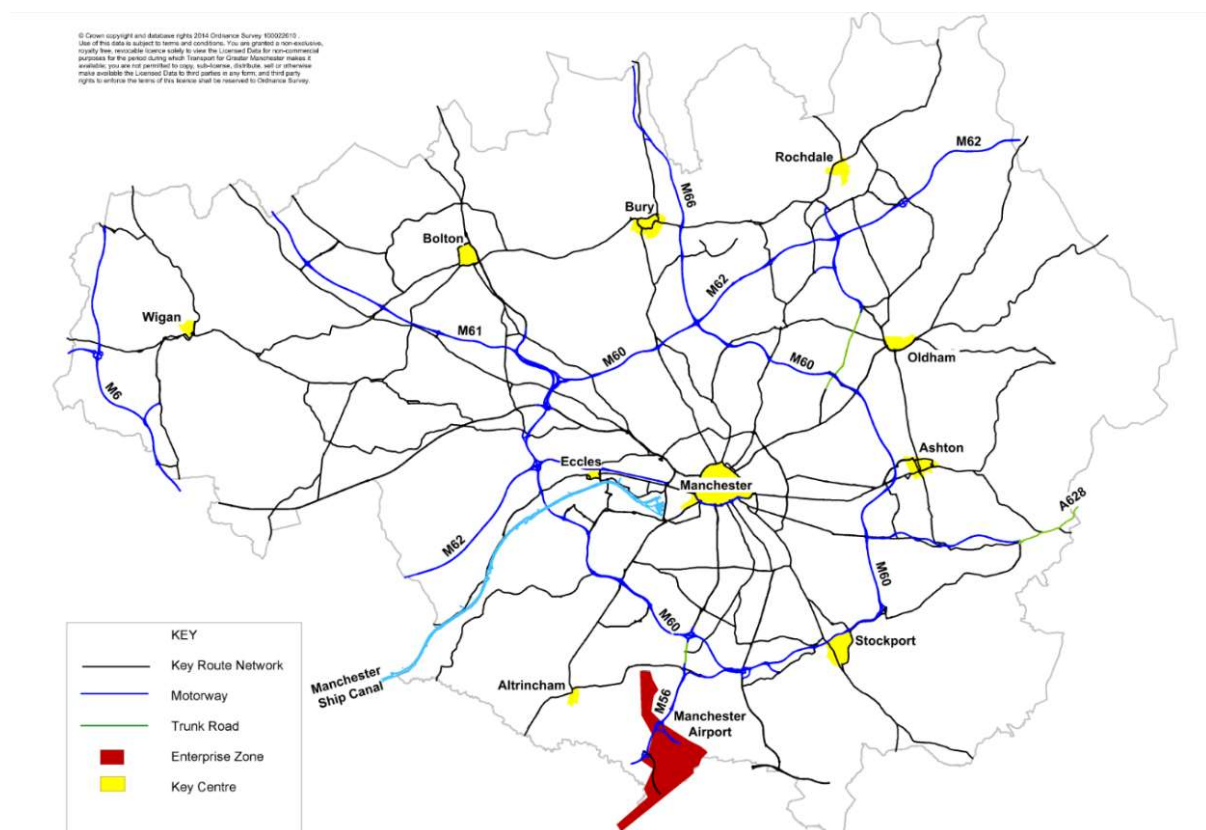 © Crown copyright and database rights 2014 Ordnance Survey 100022610 .
Use of this data is subject to terms and conditions. You are granted a non-exclusive,
royalty free, revocable licence solely to view the Licensed Data for non-commercial
purposes for the period during which Transport for Greater Manchester makes it
available; you are not permitted to copy, sub-license, distribute, sell or otherwise
make available the Licensed Data to third parties in any form; and third party
rights to enforce the terms of this licence shall be reserved to Ordnance Survey.
M62
Rochdale
M66
Bury
Bolton
M62
Wigan
M61
M60
M60
Oldham
M6
Ashton
Eccles
Manchester
A628
M62
M60
M60
Stockport
Manchester
Ship Canal
Altrincham
M56
Manchester
Airport
KEY
Key Route Network
Motorway
Trunk Road
Enterprise Zone
Key Centre